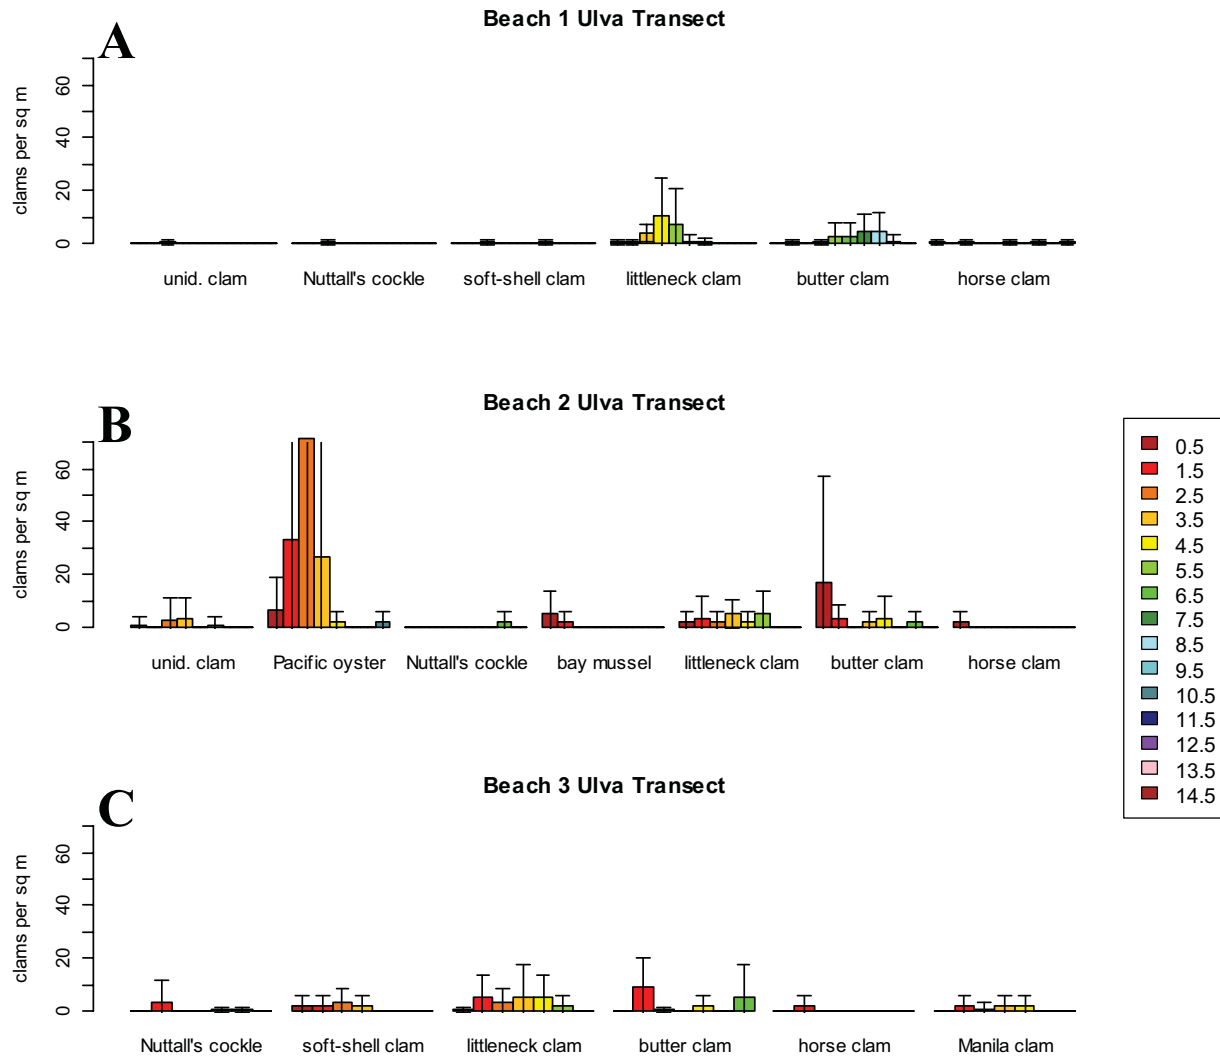 Beach 1 Ulva Transect
A
clams per sq m
60
40
20
0
unid. clam Nuttall's cockle soft-shell clam littleneck clam butter clam horse clam
Beach 2 Ulva Transect
B
clams per sq m
60
40
20
0
unid. clam Pacific oyster Nuttall's cockle bay mussel littleneck clam butter clam horse clam
0.5
1.5
2.5
3.5
4.5
5.5
6.5
7.5
8.5
9.5
10.5
11.5
12.5
13.5
14.5
Beach 3 Ulva Transect
C
clams per sq m
60
40
20
0
Nuttall's cockle soft-shell clam littleneck clam butter clam horse clam Manila clam